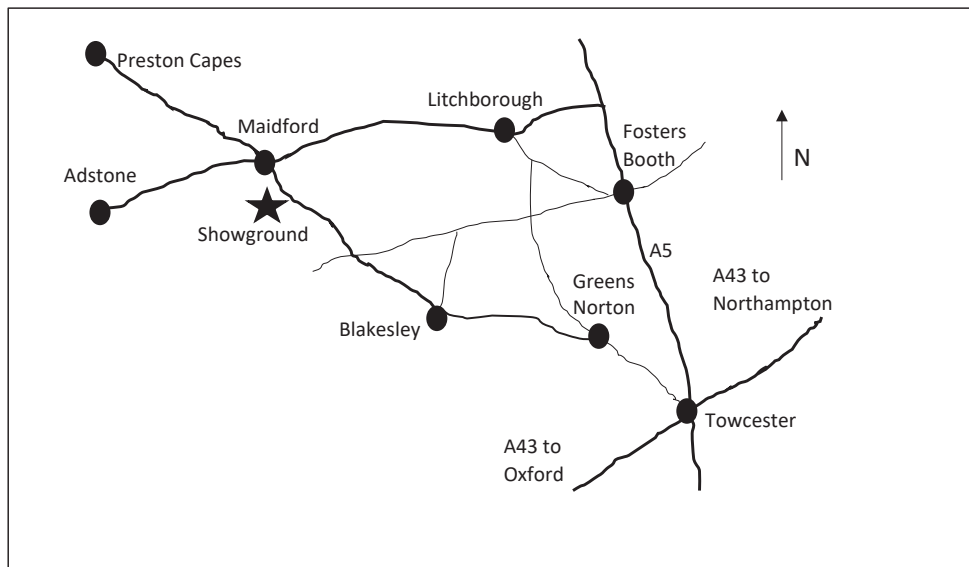 Preston Capes
Litchborough
Maidford
Fosters
Booth
N
Adstone
Showground
A5
A43 to
Northampton
Greens
Norton
Blakesley
Towcester
A43 to
Oxford